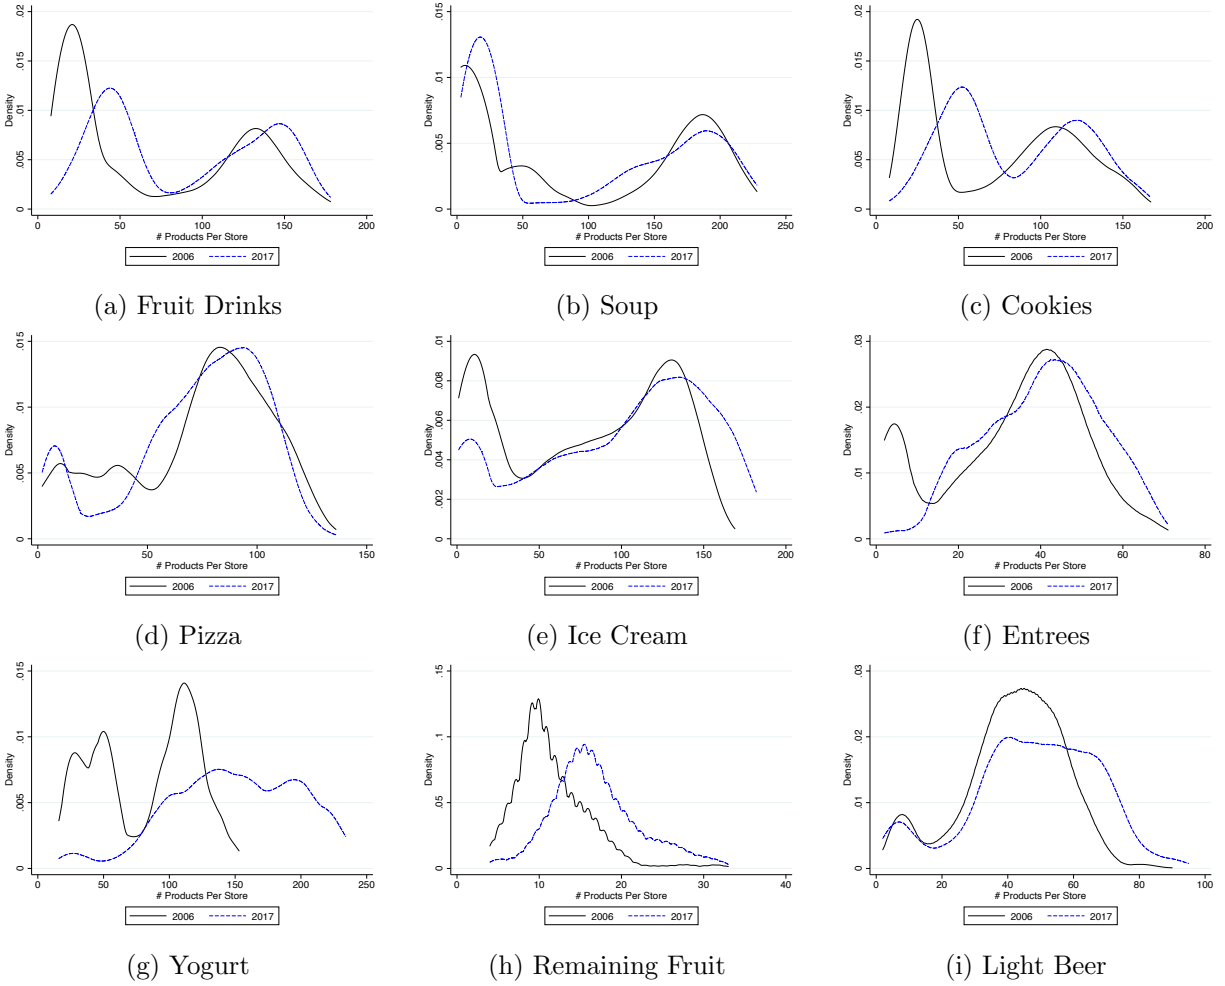 Density
0 .005 .01 .015 .02
0 50 100 150 200
# Products Per Store
2006 2017
(a) Fruit Drinks
Density
0 .005 .01 .015
0 50 100 150 200 250
# Products Per Store
2006 2017
(b) Soup
Density
0 .005 .01 .015 .02
0 50 100 150 200
# Products Per Store
2006 2017
(c) Cookies
Density
0 .005 .01 .015
0 50 100 150
# Products Per Store
2006 2017
(d) Pizza
Density
0 .002 .004 .006 .008 .01
0 50 100 150 200
# Products Per Store
2006 2017
(e) Ice Cream
Density
0 .01 .02 .03
0 20 40 60 80
# Products Per Store
2006 2017
(f) Entrees
Density
0 .005 .01 .015
0 50 100 150 200 250
# Products Per Store
2006 2017
(g) Yogurt
Density
0 .05 .1 .15
0 10 20 30 40
# Products Per Store
2006 2017
(h) Remaining Fruit
Density
0 .01 .02 .03
0 20 40 60 80 100
# Products Per Store
2006 2017
(i) Light Beer